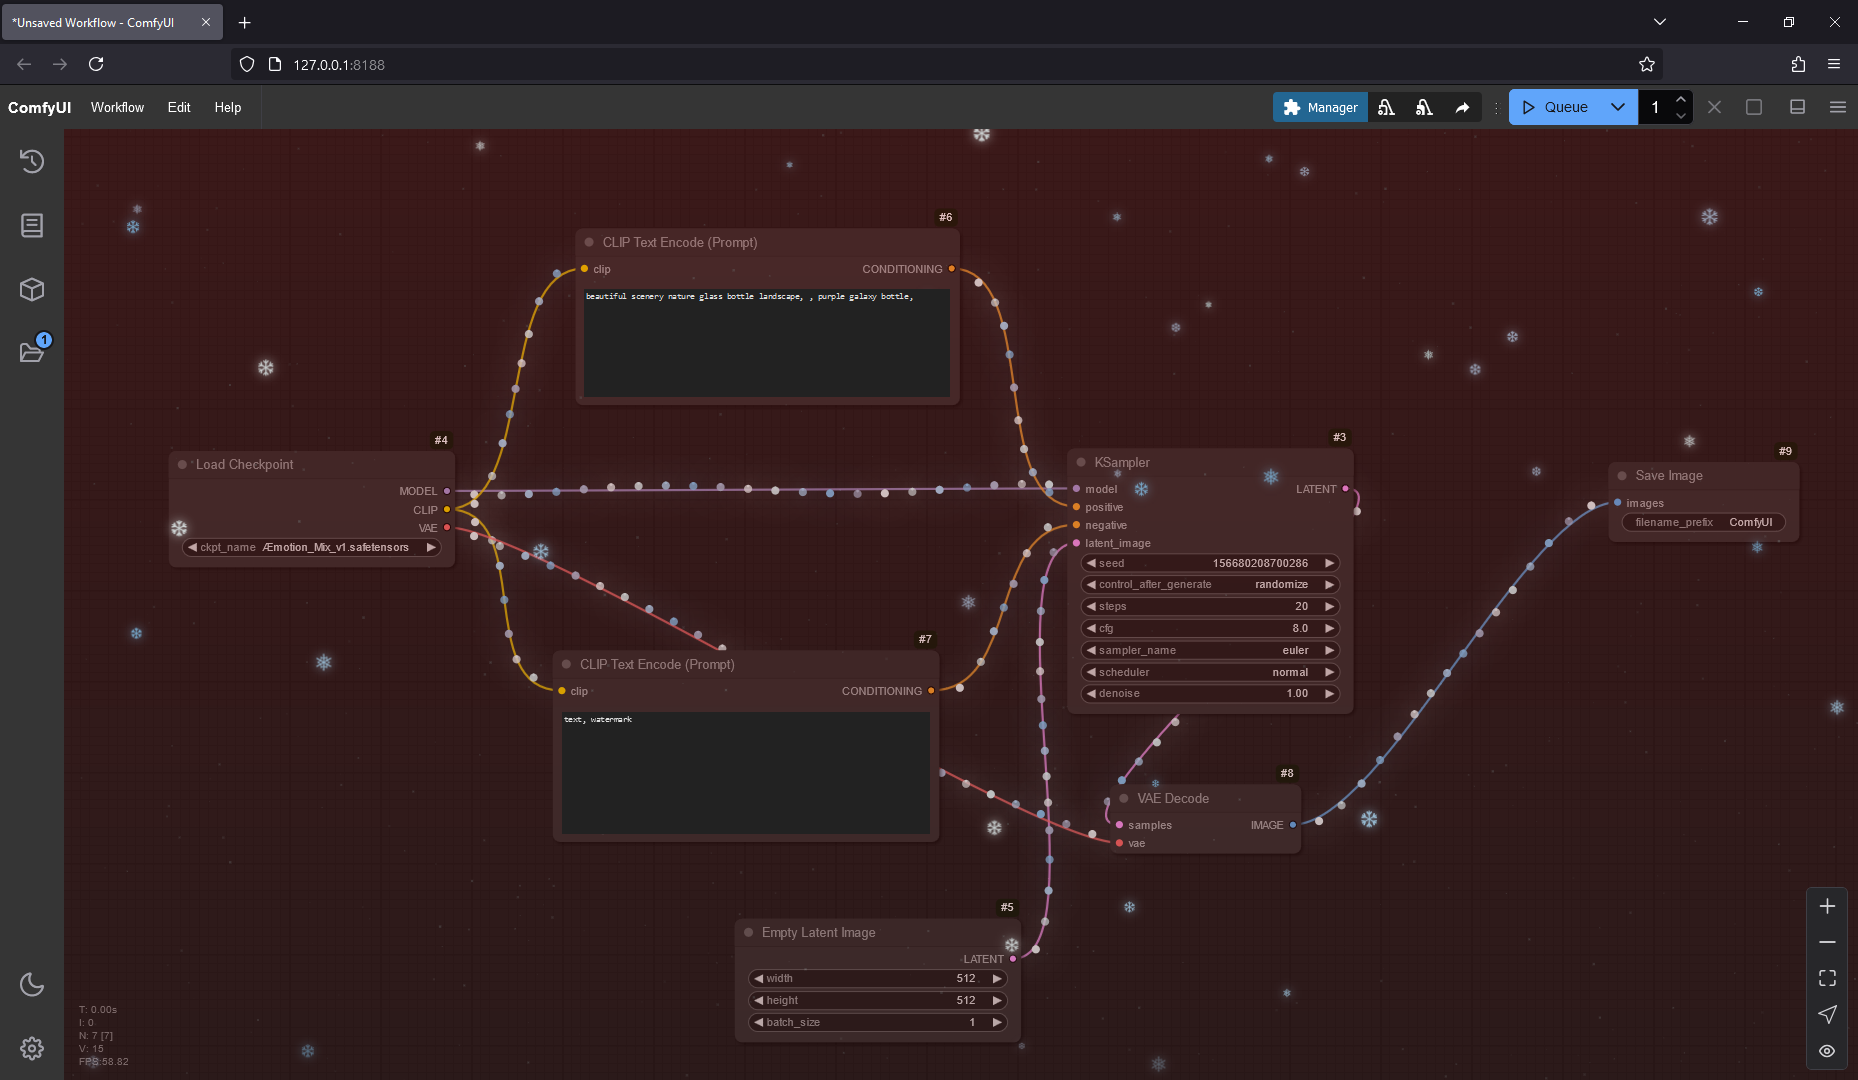 *Unsaved Workflow - ComfyUI
127.0.0.1:8188
ComfyUI Workflow Edit Help
Manager Queue 1
1
#6
CLIP Text Encode (Prompt)
clip CONDITIONING
beautiful scenery nature glass bottle landscape, , purple galaxy bottle,
#4
Load Checkpoint
MODEL
CLIP
VAE
ckpt_name Æmotion_Mix_v1.safetensors
#3
KSampler
model LATENT
positive
negative
latent_image
seed 156680208700286
control_after_generate randomize
steps 20
cfg 8.0
sampler_name euler
scheduler normal
denoise 1.00
#9
Save Image
images
filename_prefix ComfyUI
#7
CLIP Text Encode (Prompt)
clip CONDITIONING
text, watermark
#8
VAE Decode
samples IMAGE
vae
#5
Empty Latent Image
LATENT
width 512
height 512
batch_size 1
T: 0.00s
I: 0
N: 7 [7]
V: 15
FPS:58.82